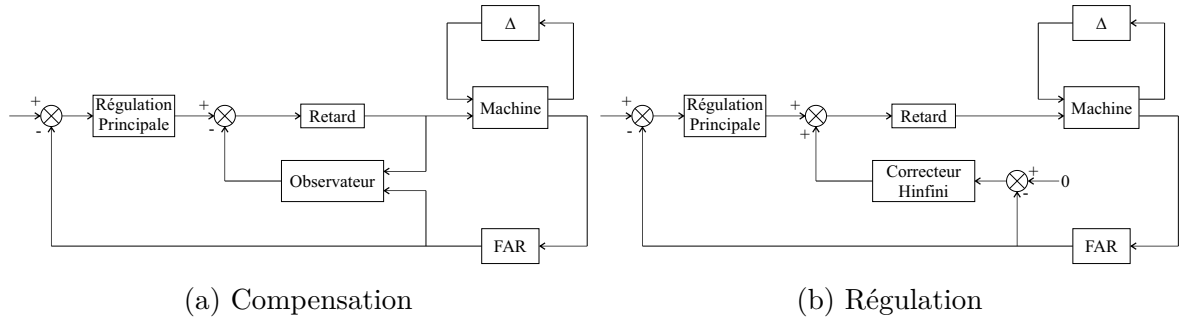 Δ
+
-
Régulation
Principale
+
-
Retard
Machine
Observateur
FAR
(a) Compensation
Δ
+
-
Régulation
Principale
+
+
Retard
Machine
Correcteur
Hinfini
+
-
0
FAR
(b) Régulation